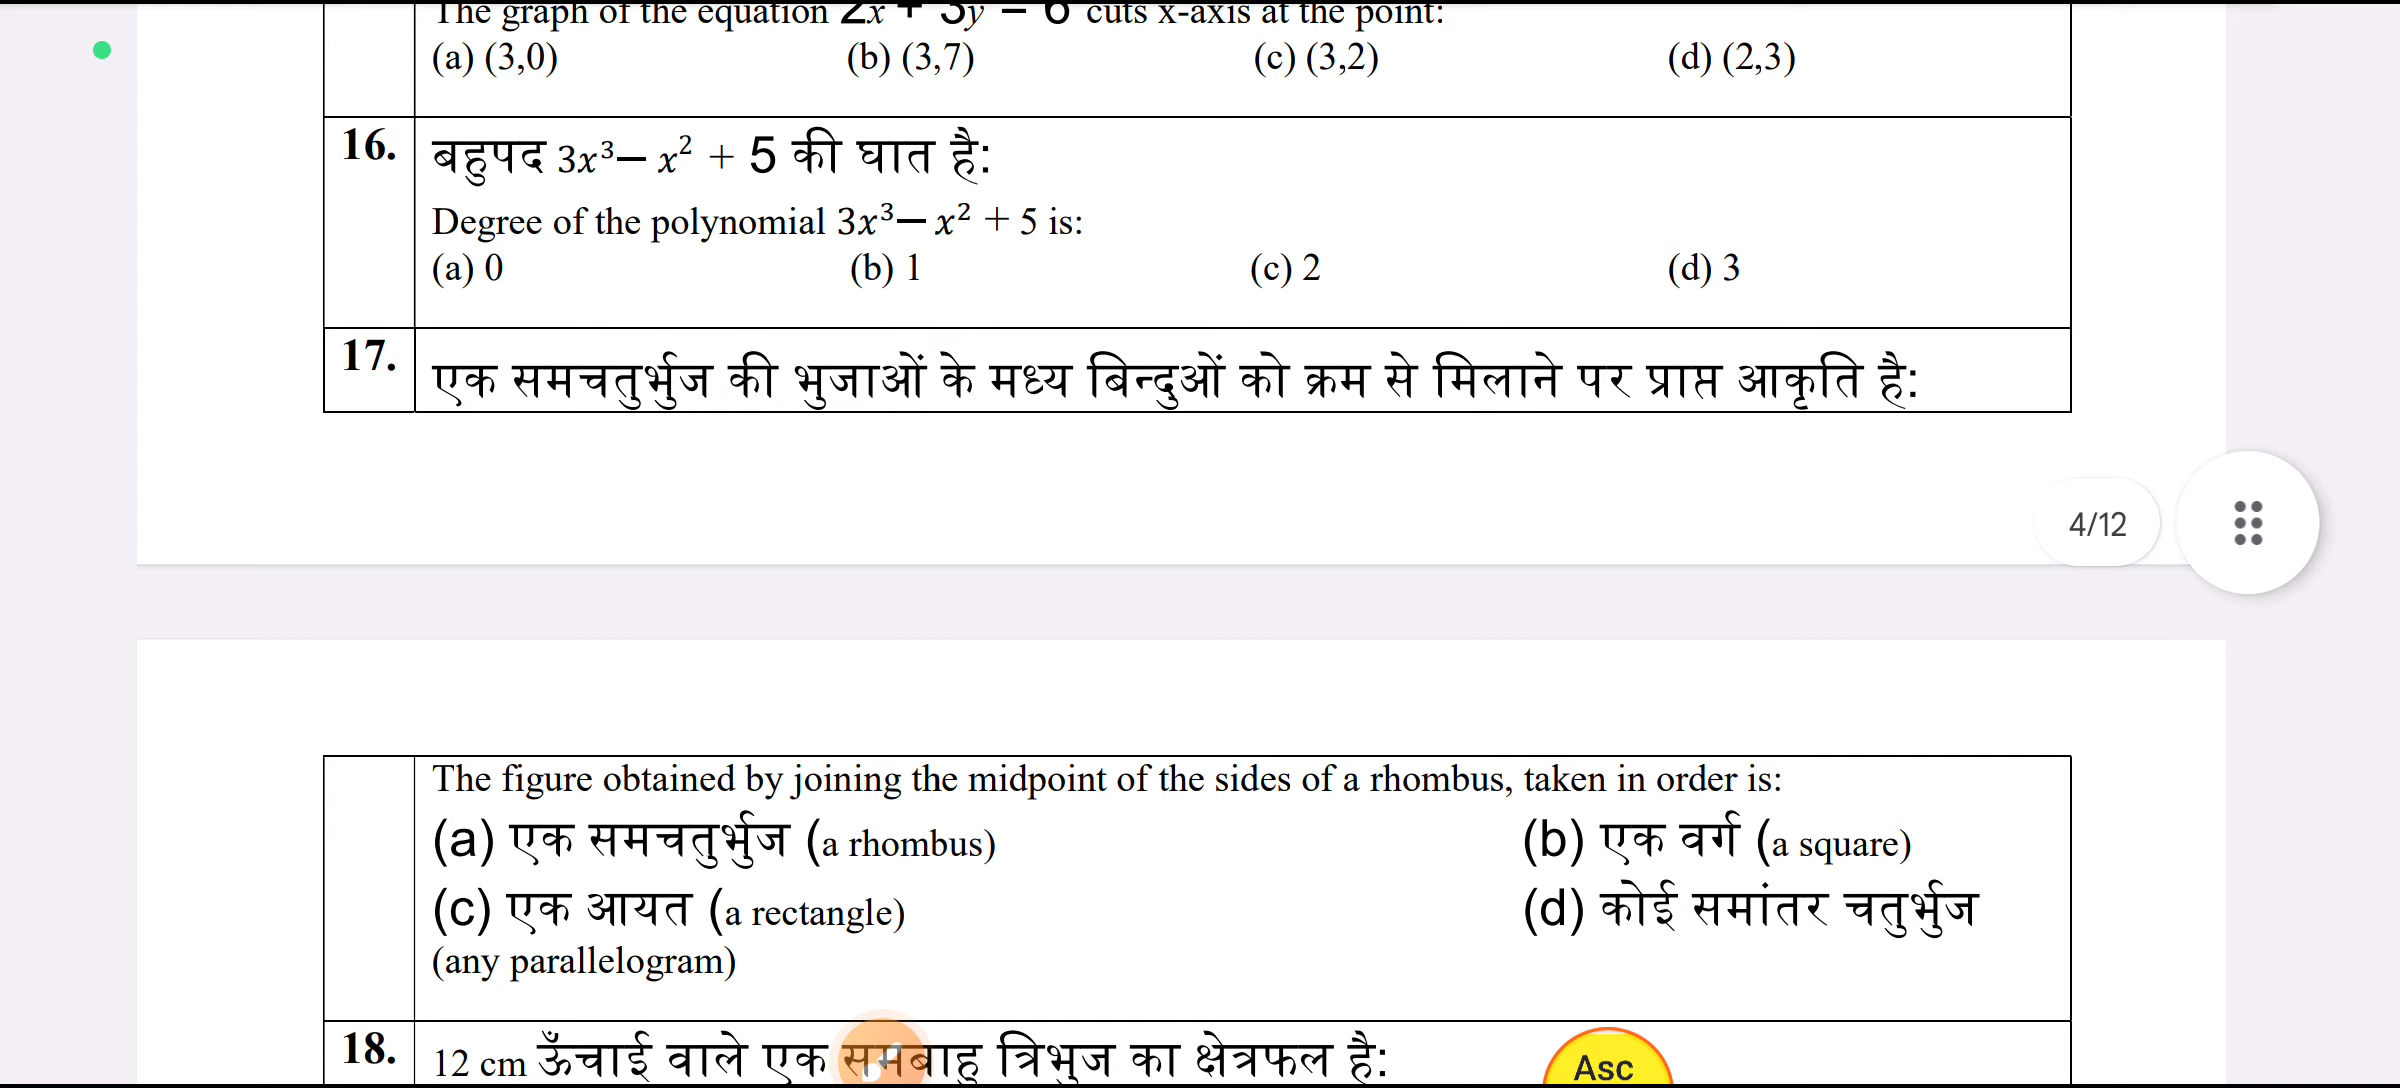 The graph of the equation 2x + 3y = 6 cuts x-axis at the point:
(a) (3,0) (b) (3,7) (c) (3,2) (d) (2,3)
16. बहुपद 3x³− x² + 5 की घात है:
Degree of the polynomial 3x³− x² + 5 is:
(a) 0 (b) 1 (c) 2 (d) 3
17. एक समचतुर्भुज की भुजाओं के मध्य बिन्दुओं को क्रम से मिलाने पर प्राप्त आकृति है:
4/12
The figure obtained by joining the midpoint of the sides of a rhombus, taken in order is:
(a) एक समचतुर्भुज (a rhombus) (b) एक वर्ग (a square)
(c) एक आयत (a rectangle) (d) कोई समांतर चतुर्भुज
(any parallelogram)
18. 12 cm ऊँचाई वाले एक समबाहु त्रिभुज का क्षेत्रफल है:
Asc